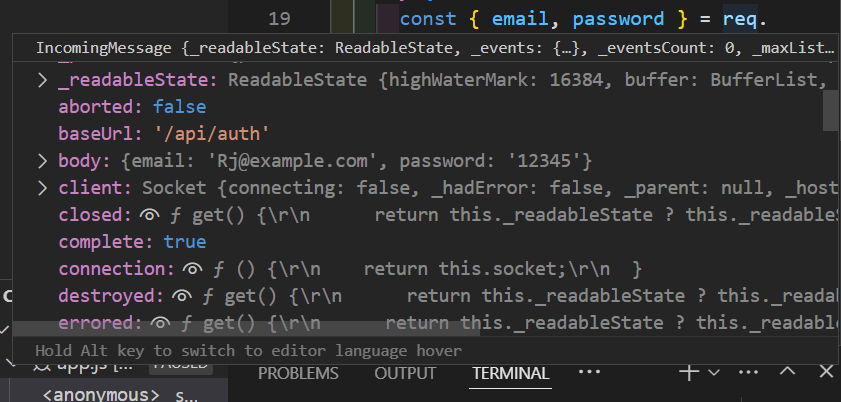 19 const { email, password } = req.
IncomingMessage {_readableState: ReadableState, _events: {…}, _eventsCount: 0, _maxList…
_readableState: ReadableState {highWaterMark: 16384, buffer: BufferList,
aborted: false
baseUrl: '/api/auth'
body: {email: 'Rj@example.com', password: '12345'}
client: Socket {connecting: false, _hadError: false, _parent: null, _host
closed: ƒ get() {\r\n return this._readableState ? this._readableS
complete: true
connection: ƒ () {\r\n return this.socket;\r\n }
destroyed: ƒ get() {\r\n return this._readableState ? this._reada
errored: ƒ get() {\r\n return this._readableState ? this._readabl
Hold Alt key to switch to editor language hover
app.js [... PAUSED
PROBLEMS OUTPUT TERMINAL ...
<anonymous> s…